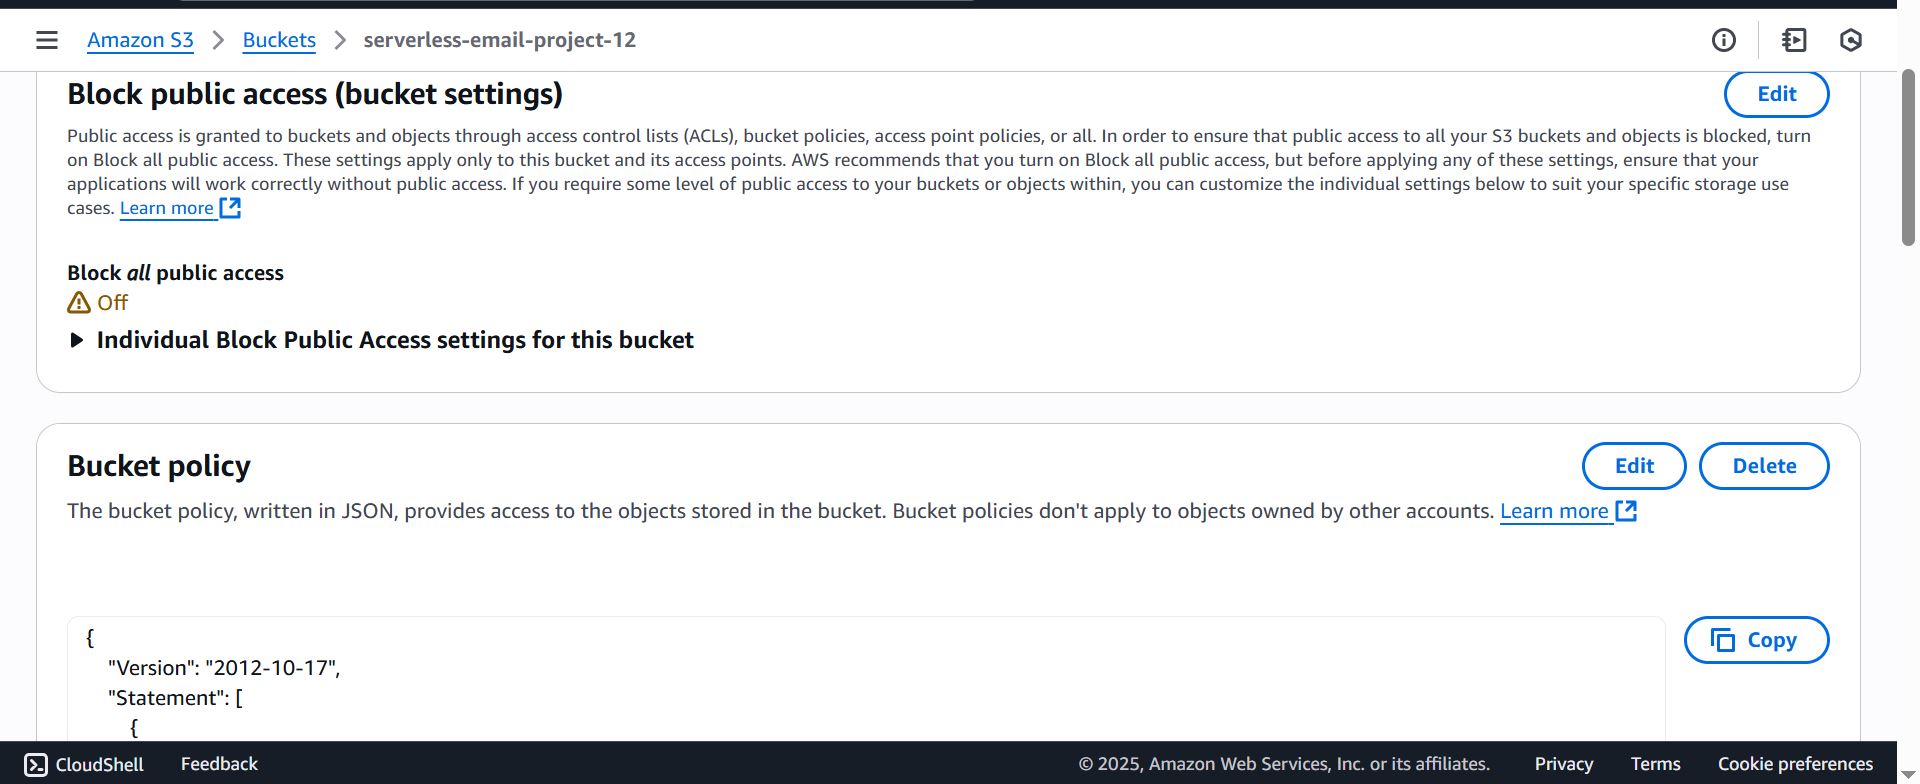 Amazon S3 > Buckets > serverless-email-project-12
Block public access (bucket settings)
Edit
Public access is granted to buckets and objects through access control lists (ACLs), bucket policies, access point policies, or all. In order to ensure that public access to all your S3 buckets and objects is blocked, turn
on Block all public access. These settings apply only to this bucket and its access points. AWS recommends that you turn on Block all public access, but before applying any of these settings, ensure that your
applications will work correctly without public access. If you require some level of public access to your buckets or objects within, you can customize the individual settings below to suit your specific storage use
cases. Learn more
Block all public access
Off
Individual Block Public Access settings for this bucket
Bucket policy
Edit
Delete
The bucket policy, written in JSON, provides access to the objects stored in the bucket. Bucket policies don't apply to objects owned by other accounts. Learn more
{
"Version": "2012-10-17",
"Statement": [
{
Copy
CloudShell
Feedback
© 2025, Amazon Web Services, Inc. or its affiliates.
Privacy
Terms
Cookie preferences